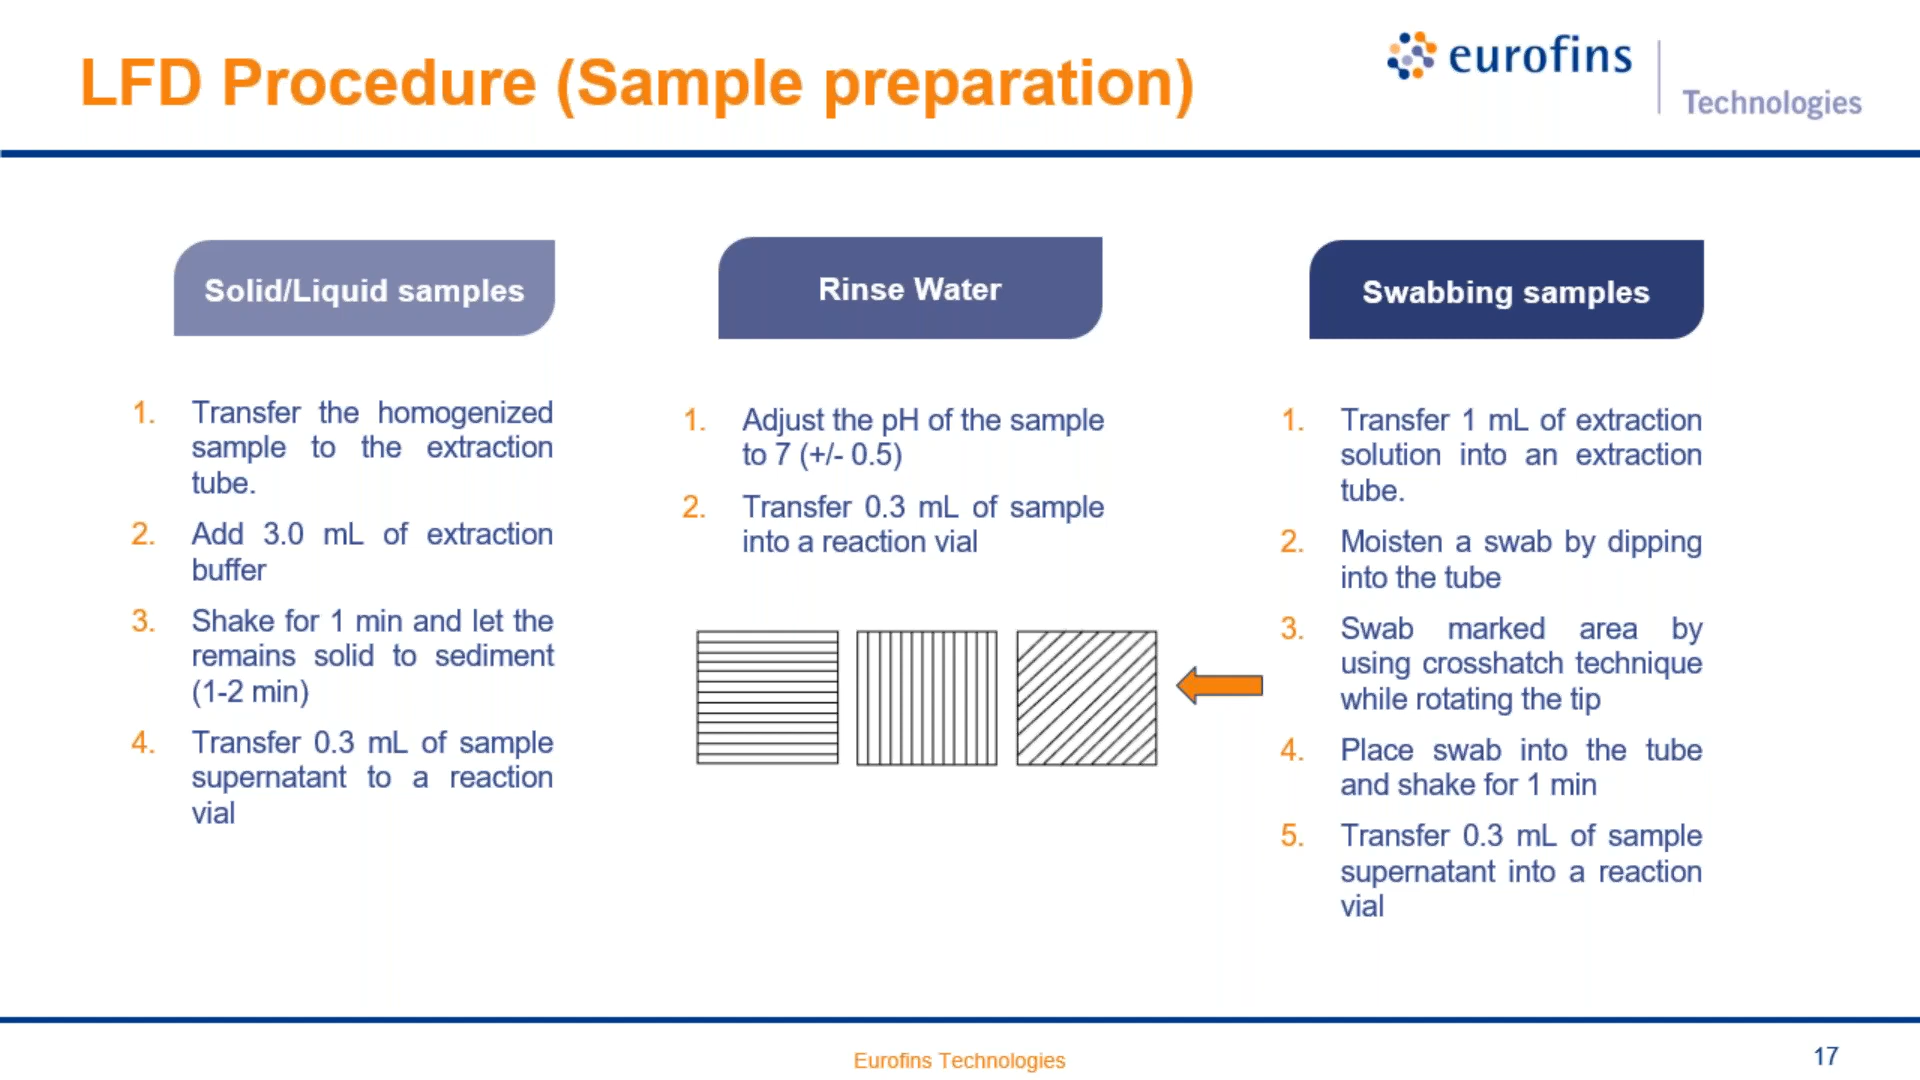 LFD Procedure (Sample preparation)
eurofins
Technologies
Solid/Liquid samples
1. Transfer the homogenized
sample to the extraction
tube.
2. Add 3.0 mL of extraction
buffer
3. Shake for 1 min and let the
remains solid to sediment
(1-2 min)
4. Transfer 0.3 mL of sample
supernatant to a reaction
vial
Rinse Water
1. Adjust the pH of the sample
to 7 (+/- 0.5)
2. Transfer 0.3 mL of sample
into a reaction vial
Swabbing samples
1. Transfer 1 mL of extraction
solution into an extraction
tube.
2. Moisten a swab by dipping
into the tube
3. Swab marked area by
using crosshatch technique
while rotating the tip
4. Place swab into the tube
and shake for 1 min
5. Transfer 0.3 mL of sample
supernatant into a reaction
vial
Eurofins Technologies
17